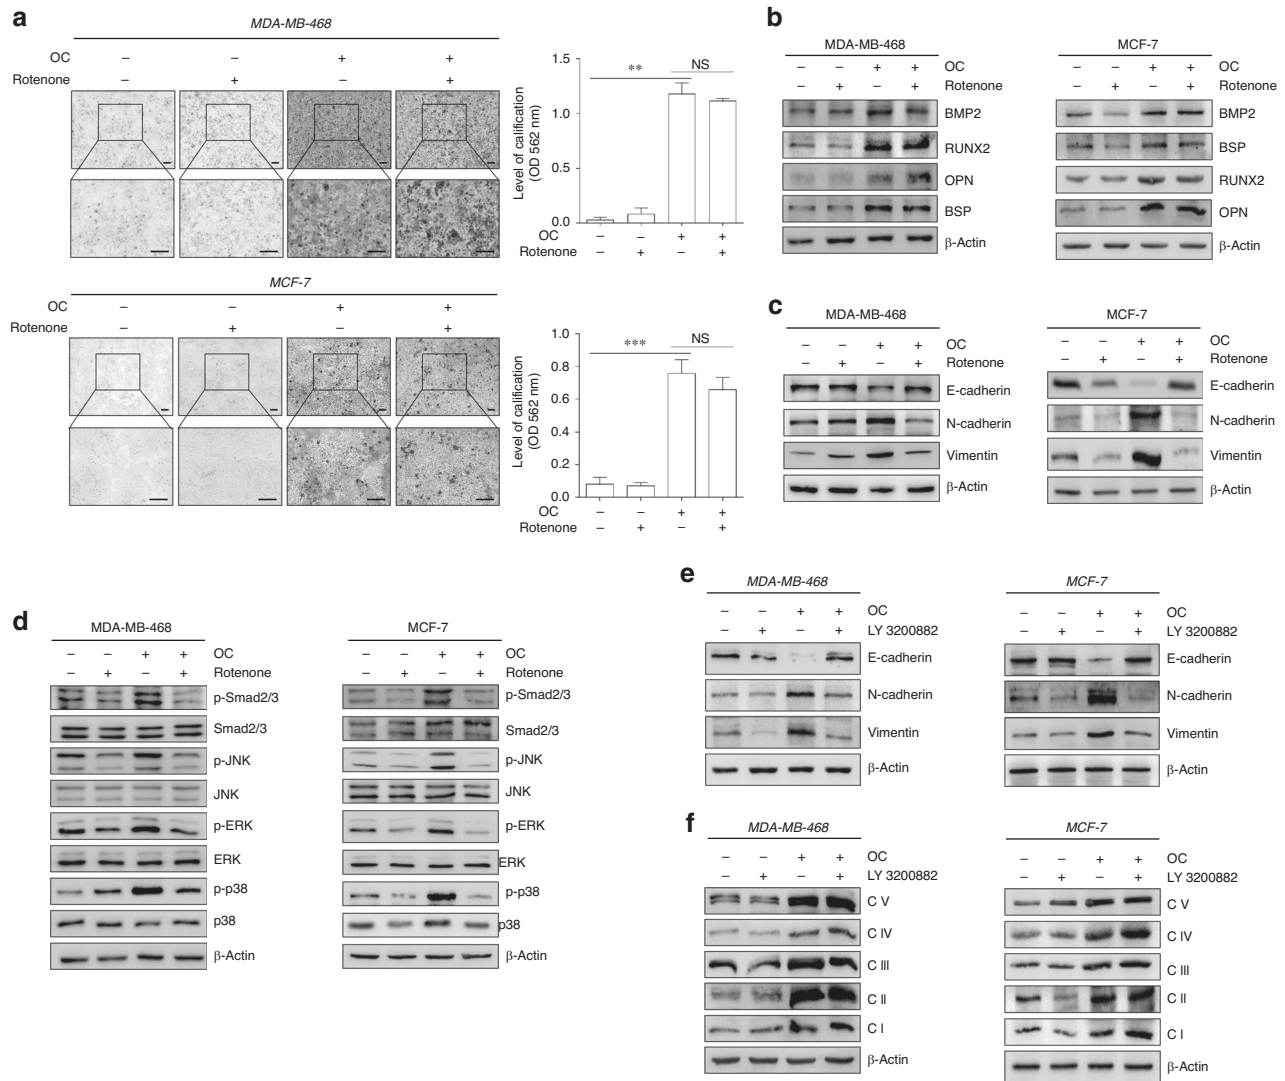 a
MDA-MB-468
OC – – + +
Rotenone – + – +
Level of calification
(OD 562 nm)
1.5
1.0
0.5
0.0
** NS
OC – – + +
Rotenone – + – +
MCF-7
OC – – + +
Rotenone – + – +
Level of calification
(OD 562 nm)
1.0
0.8
0.6
0.4
0.2
0.0
*** NS
OC – – + +
Rotenone – + – +
b
MDA-MB-468
– – + + OC
– + – + Rotenone
BMP2
RUNX2
OPN
BSP
β-Actin
MCF-7
– – + + OC
– + – + Rotenone
BMP2
BSP
RUNX2
OPN
β-Actin
c
MDA-MB-468
– – + + OC
– + – + Rotenone
E-cadherin
N-cadherin
Vimentin
β-Actin
MCF-7
– – + + OC
– + – + Rotenone
E-cadherin
N-cadherin
Vimentin
β-Actin
d
MDA-MB-468
– – + + OC
– + – + Rotenone
p-Smad2/3
Smad2/3
p-JNK
JNK
p-ERK
ERK
p-p38
p38
β-Actin
MCF-7
– – + + OC
– + – + Rotenone
p-Smad2/3
Smad2/3
p-JNK
JNK
p-ERK
ERK
p-p38
p38
β-Actin
e
MDA-MB-468
– – + + OC
– + – + LY 3200882
E-cadherin
N-cadherin
Vimentin
β-Actin
MCF-7
– – + + OC
– + – + LY 3200882
E-cadherin
N-cadherin
Vimentin
β-Actin
f
MDA-MB-468
– – + + OC
– + – + LY 3200882
C V
C IV
C III
C II
C I
β-Actin
MCF-7
– – + + OC
– + – + LY 3200882
C V
C IV
C III
C II
C I
β-Actin